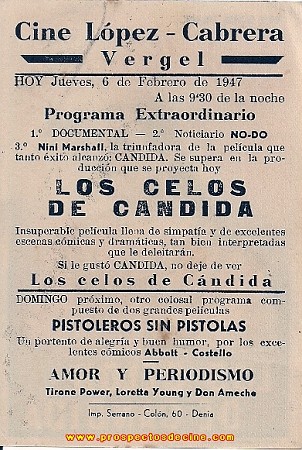 Cine López - Cabrera
Vergel
HOY Jueves, 6 de Febrero de 1947
A las 9'30 de la noche
Programa Extraordinario
1.º DOCUMENTAL — 2.º Noticiario NO-DO
3.º Nini Marshall, la triunfadora de la película que
tanto éxito alcanzó: CANDIDA. Se supera en la pro-
ducción que se proyecta hoy
LOS CELOS
DE CANDIDA
Insuperable película llena de simpatía y de excelentes
escenas cómicas y dramáticas, tan bien interpretadas
que le deleitarán.
Si le gustó CANDIDA, no deje de ver
Los celos de Cándida
DOMINGO próximo, otro colosal programa com-
puesto de dos grandes películas
PISTOLEROS SIN PISTOLAS
Un portento de alegría y buen humor, por los exce-
lentes cómicos Abbott - Costello
AMOR Y PERIODISMO
Tirone Power, Loretta Young y Don Ameche
Imp. Serrano - Colón, 60 - Denia
www.prospectosdecine.com